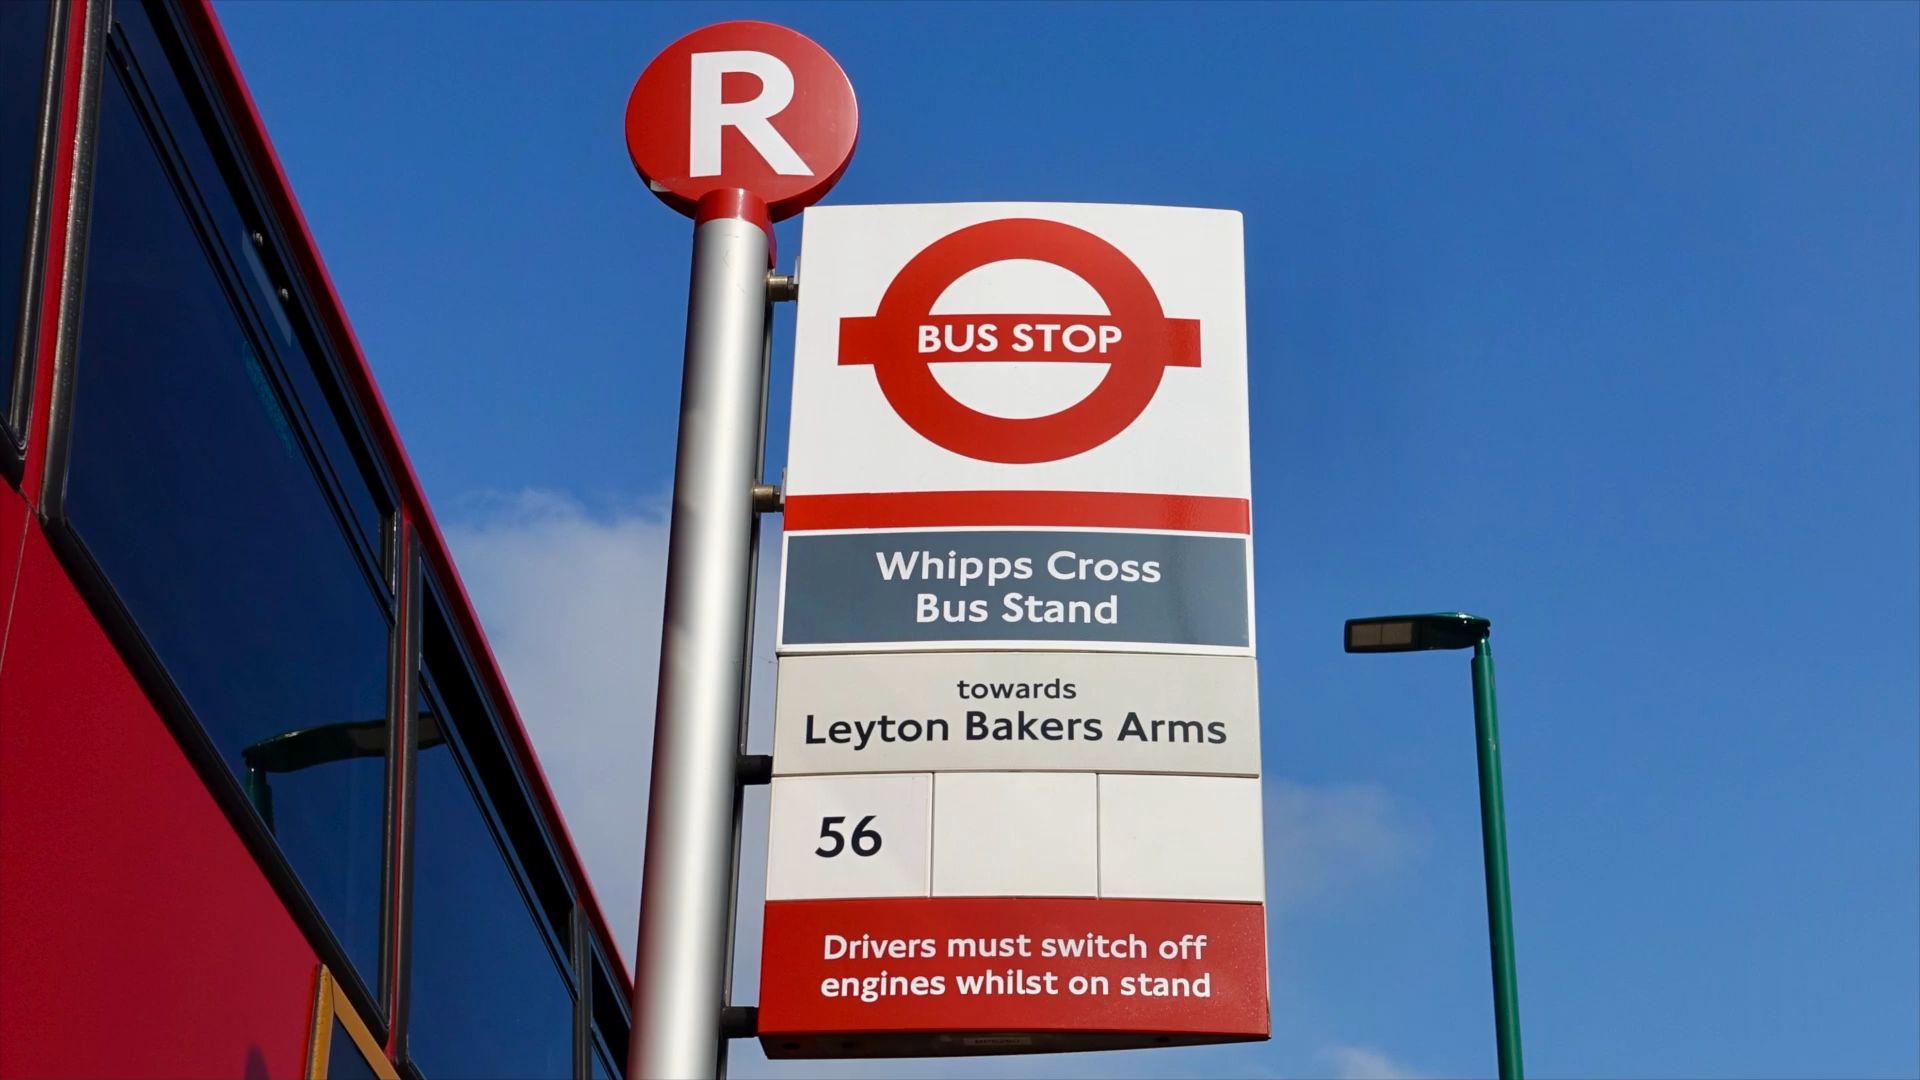 R
BUS STOP
Whipps Cross
Bus Stand
towards
Leyton Bakers Arms
56
Drivers must switch off
engines whilst on stand